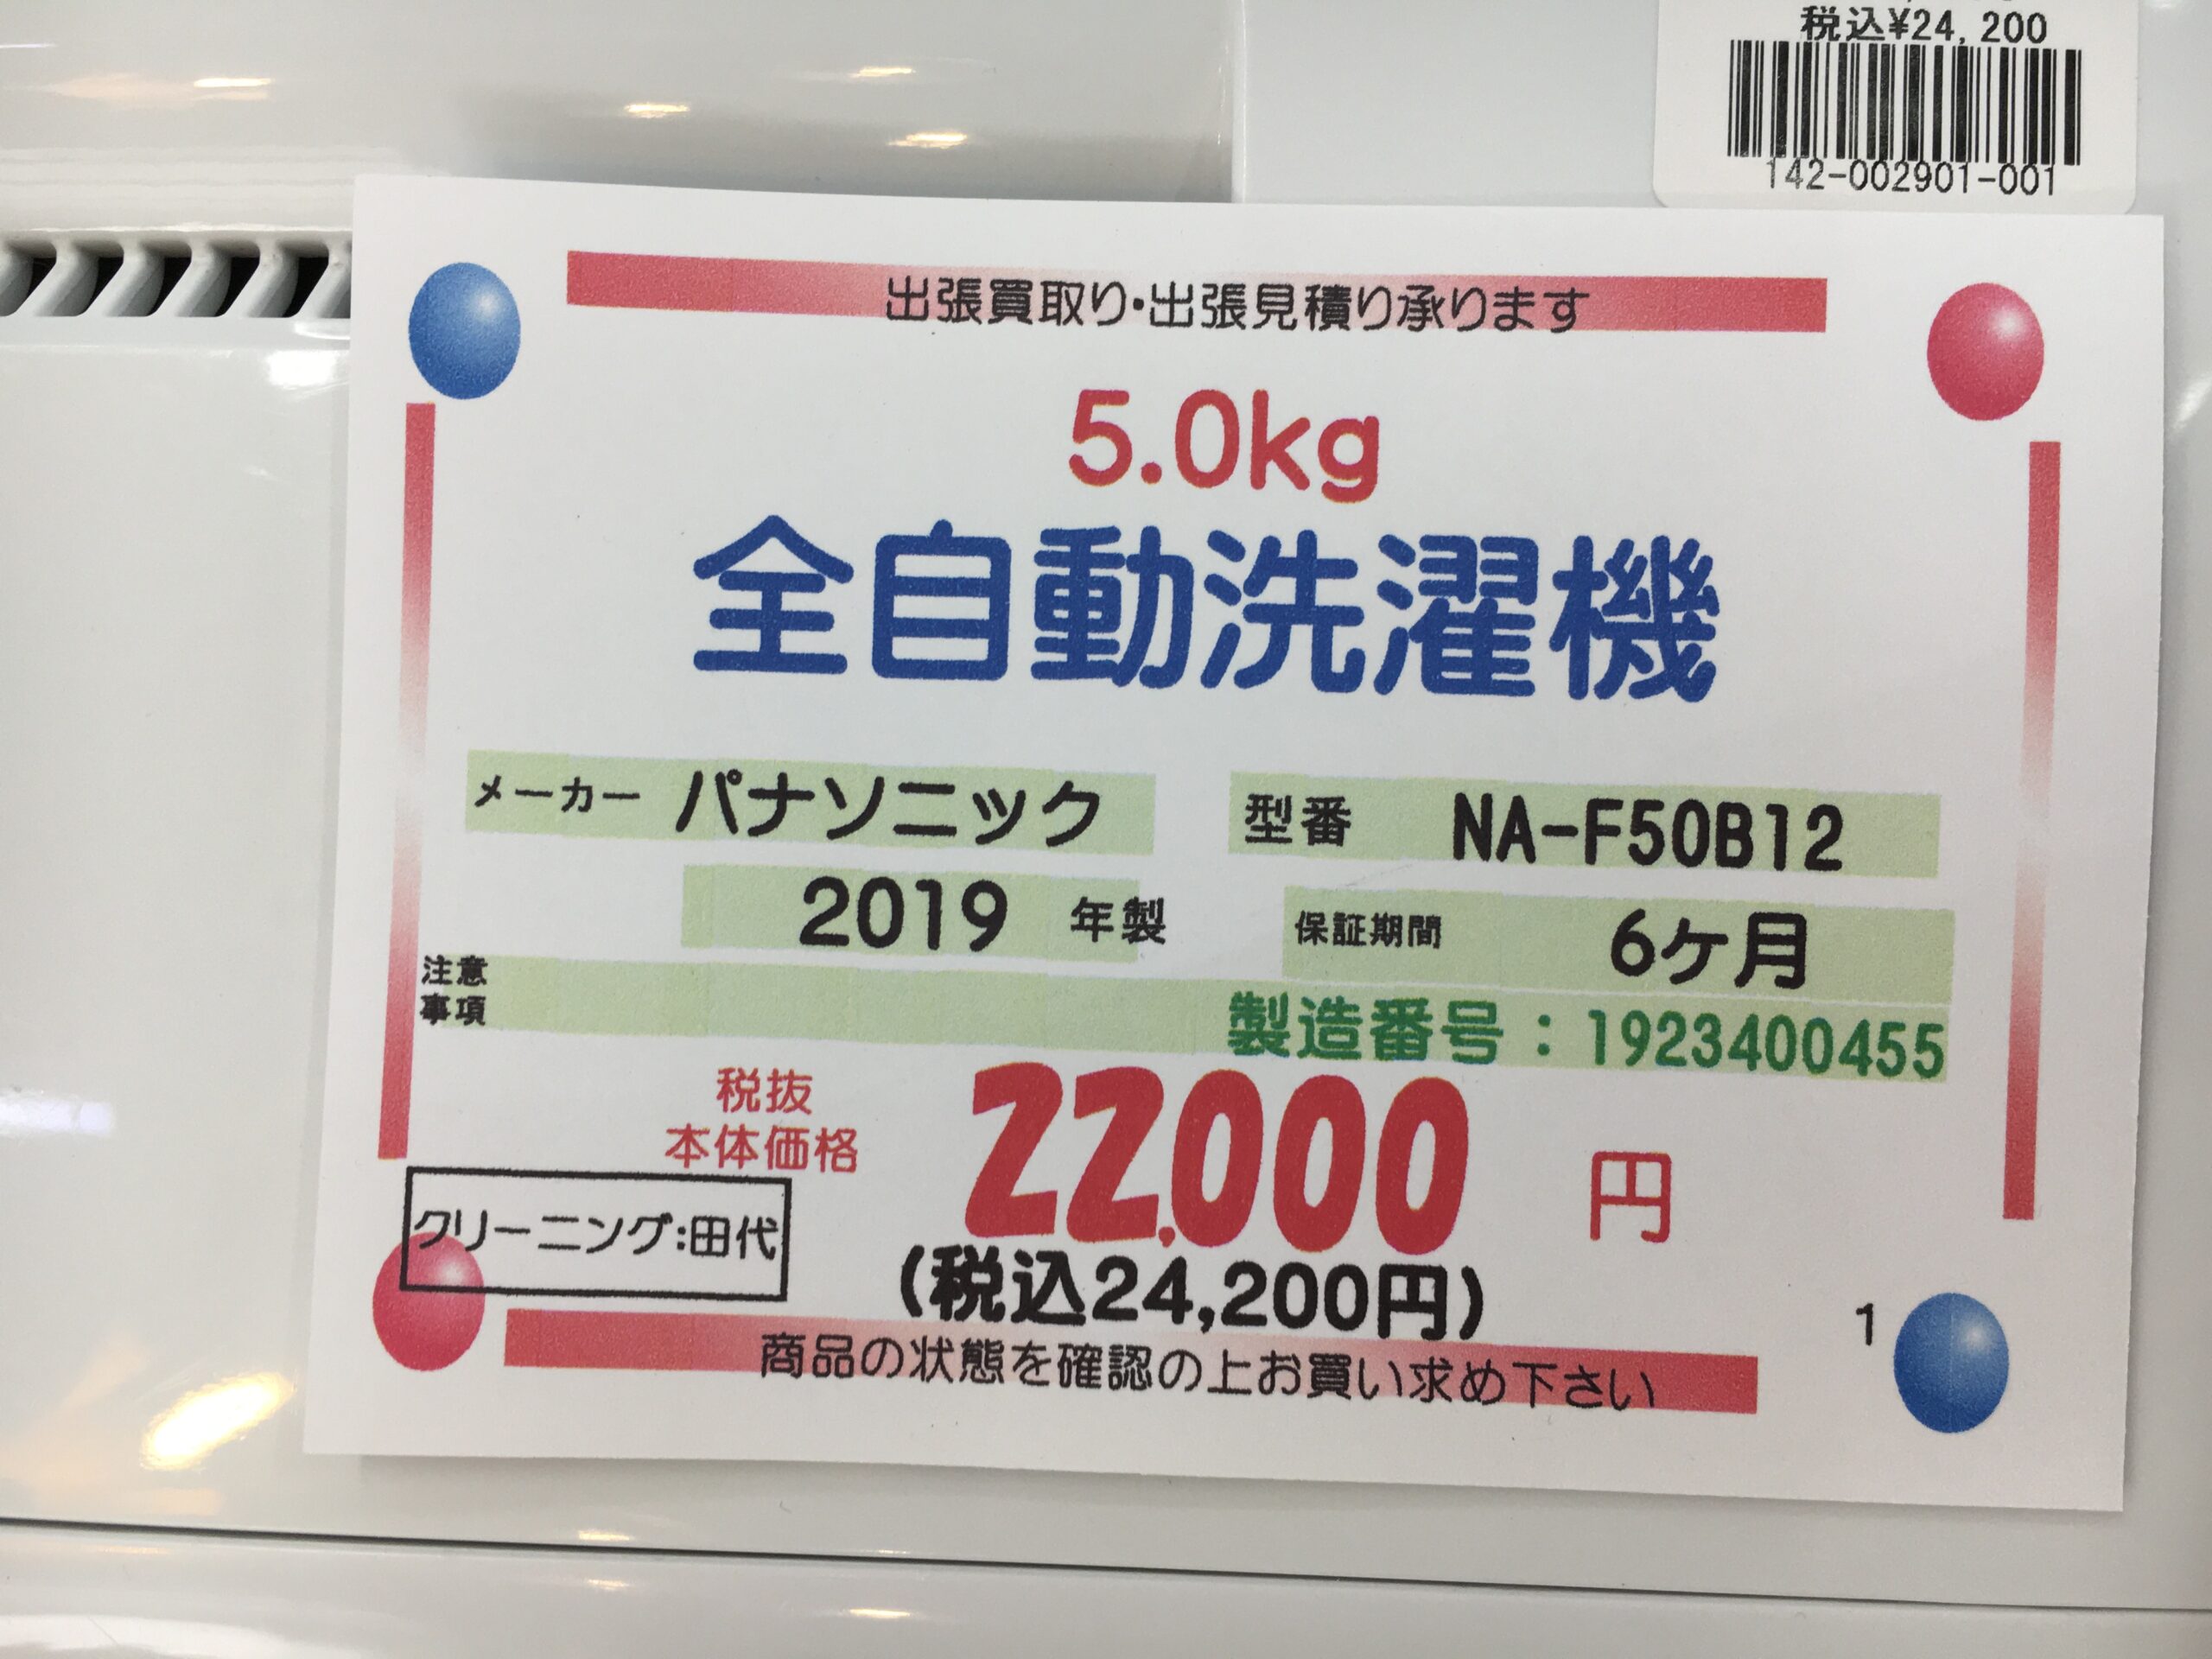 税込¥24,200
142-002901-001
出張買取り・出張見積り承ります
5.0kg
全自動洗濯機
メーカー パナソニック 型番 NA-F50B12
2019 年製 保証期間 6ヶ月
注意
事項
製造番号：1923400455
税抜
本体価格
22,000 円
クリーニング:田代
(税込24,200円)
1
商品の状態を確認の上お買い求め下さい